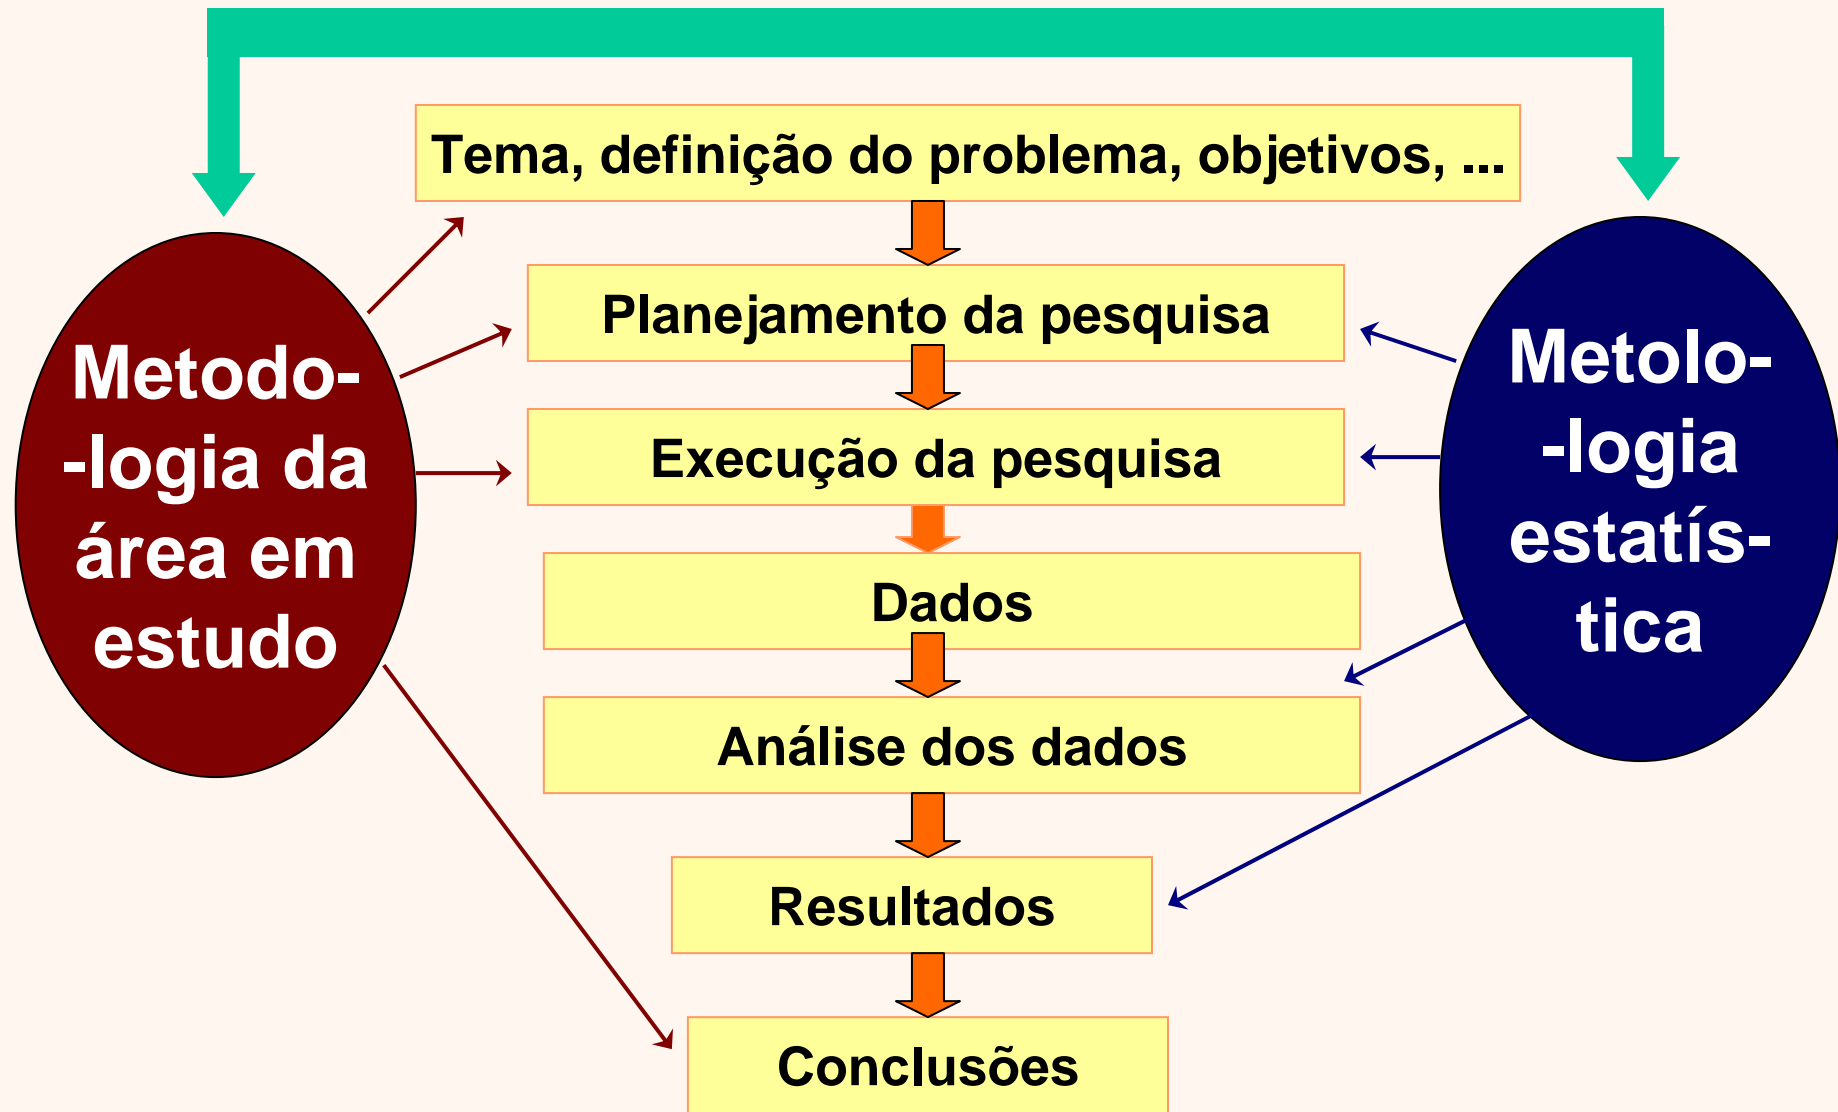 Tema, definição do problema, objetivos, ...
Planejamento da pesquisa
Execução da pesquisa
Dados
Análise dos dados
Resultados
Conclusões
Metodo-
-logia da
área em
estudo
Metolo-
-logia
estatís-
tica